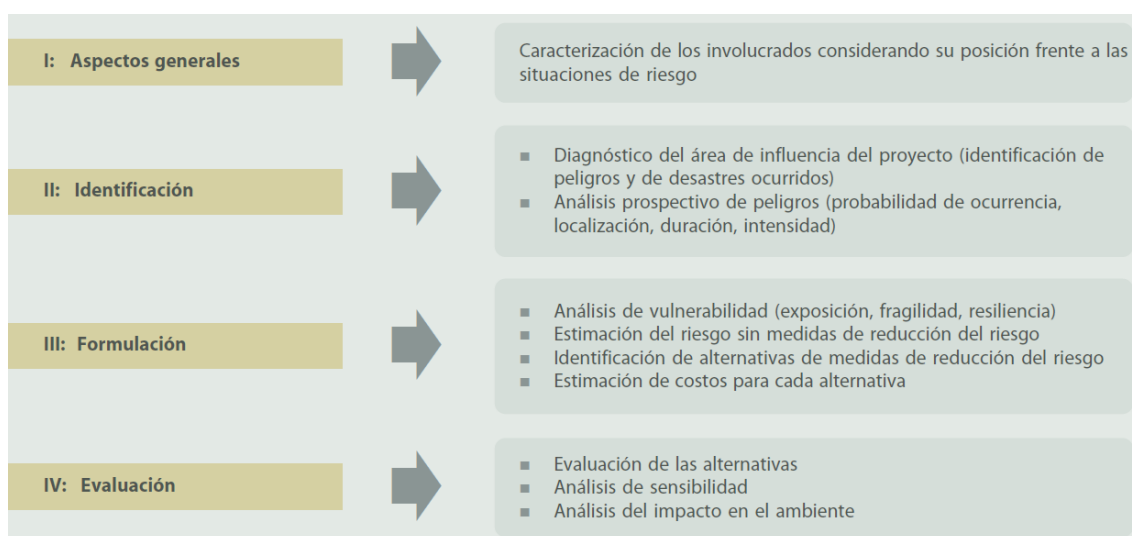 I: Aspectos generales
Caracterización de los involucrados considerando su posición frente a las
situaciones de riesgo
II: Identificación
■ Diagnóstico del área de influencia del proyecto (identificación de
peligros y de desastres ocurridos)
■ Análisis prospectivo de peligros (probabilidad de ocurrencia,
localización, duración, intensidad)
III: Formulación
■ Análisis de vulnerabilidad (exposición, fragilidad, resiliencia)
■ Estimación del riesgo sin medidas de reducción del riesgo
■ Identificación de alternativas de medidas de reducción del riesgo
■ Estimación de costos para cada alternativa
IV: Evaluación
■ Evaluación de las alternativas
■ Análisis de sensibilidad
■ Análisis del impacto en el ambiente